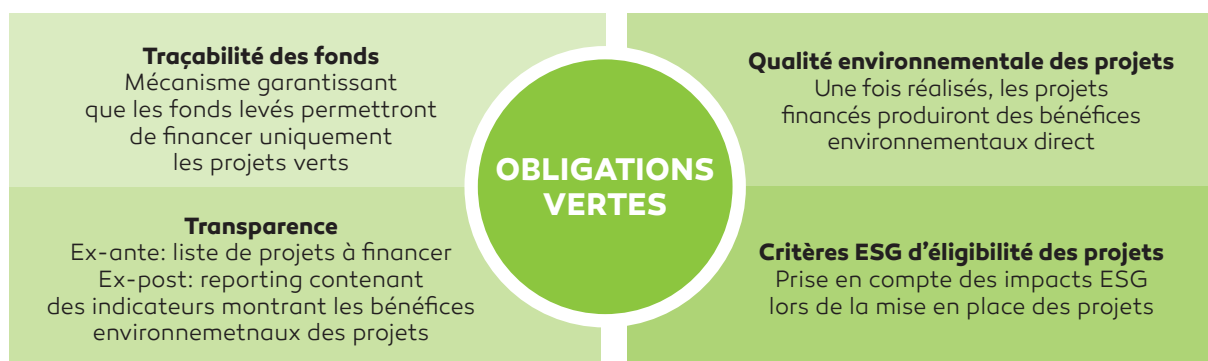 Traçabilité des fonds
Mécanisme garantissant
que les fonds levés permettront
de financer uniquement
les projets verts
Qualité environnementale des projets
Une fois réalisés, les projets
financés produiront des bénéfices
environnementaux direct
OBLIGATIONS
VERTES
Transparence
Ex-ante: liste de projets à financer
Ex-post: reporting contenant
des indicateurs montrant les bénéfices
environnemetnaux des projets
Critères ESG d'éligibilité des projets
Prise en compte des impacts ESG
lors de la mise en place des projets